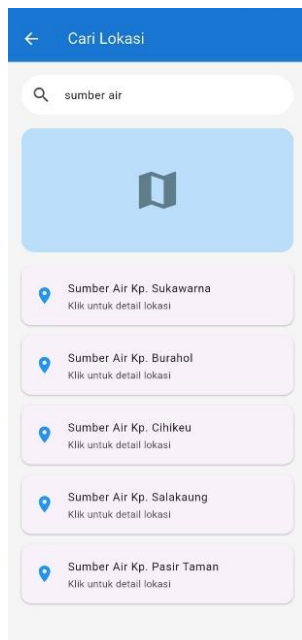 Cari Lokasi
sumber air
Sumber Air Kp. Sukawarna
Klik untuk detail lokasi
Sumber Air Kp. Burahol
Klik untuk detail lokasi
Sumber Air Kp. Cihikeu
Klik untuk detail lokasi
Sumber Air Kp. Salakaung
Klik untuk detail lokasi
Sumber Air Kp. Pasir Taman
Klik untuk detail lokasi